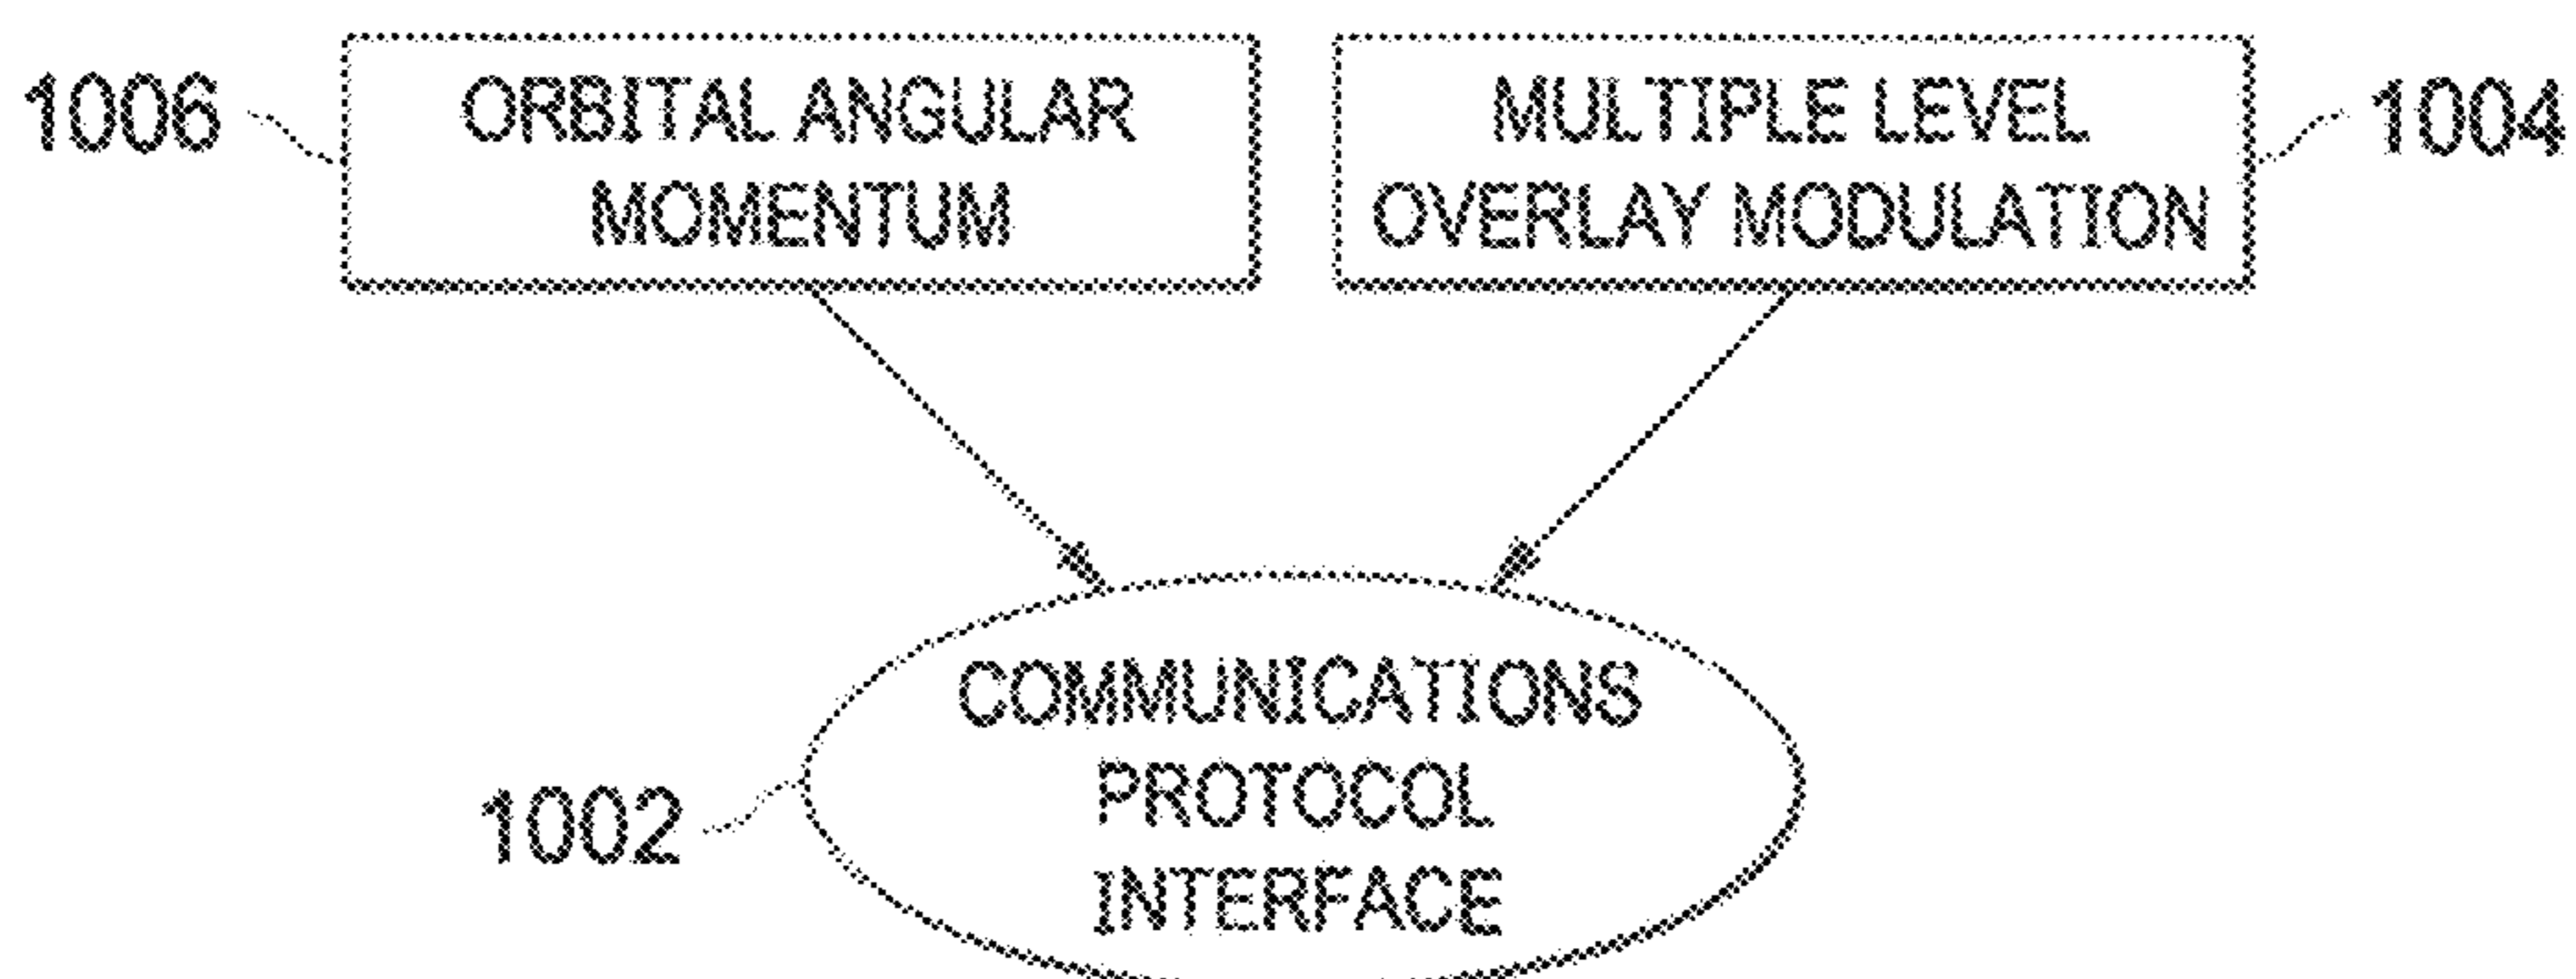 1006
ORBITAL ANGULAR
MOMENTUM
MULTIPLE LEVEL
OVERLAY MODULATION
1004
COMMUNICATIONS
PROTOCOL
INTERFACE
1002